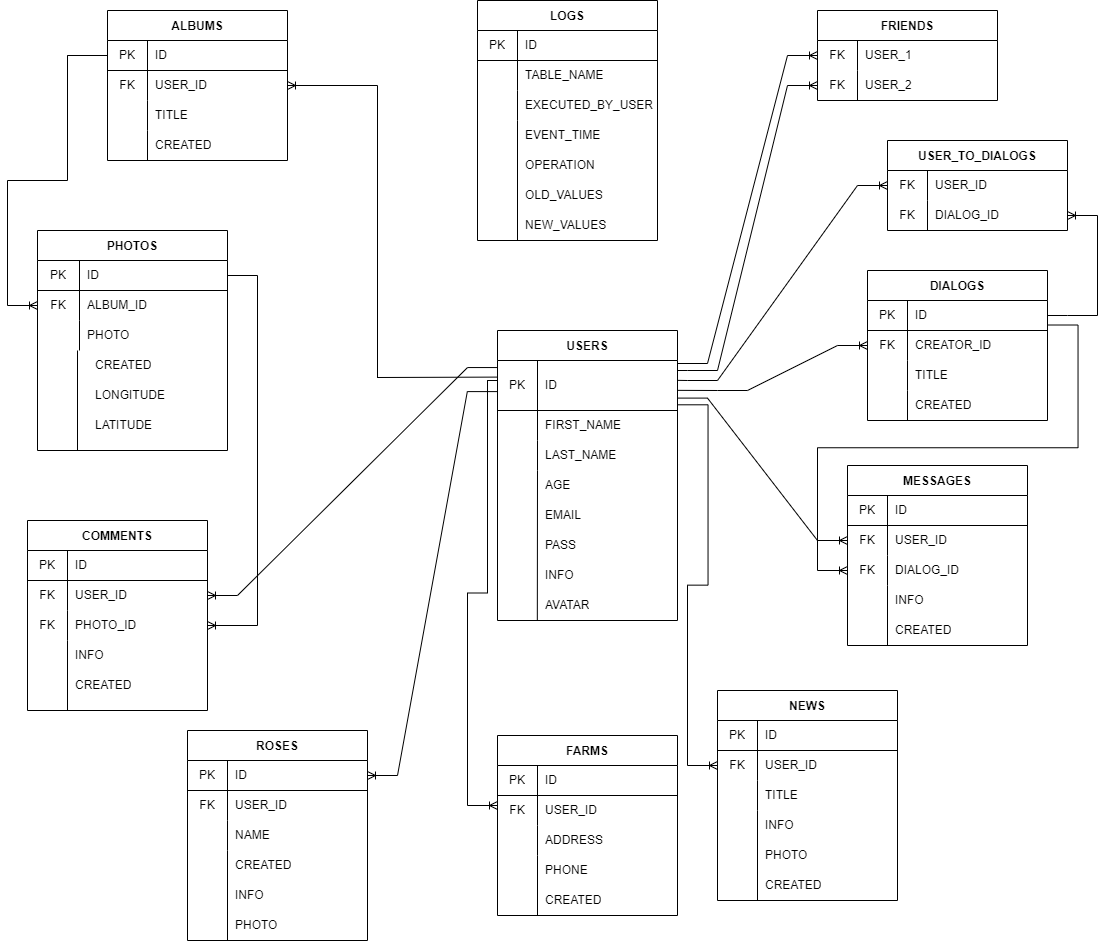 ALBUMS
PK ID
FK USER_ID
TITLE
CREATED
LOGS
PK ID
TABLE_NAME
EXECUTED_BY_USER
EVENT_TIME
OPERATION
OLD_VALUES
NEW_VALUES
FRIENDS
FK USER_1
FK USER_2
USER_TO_DIALOGS
FK USER_ID
FK DIALOG_ID
PHOTOS
PK ID
FK ALBUM_ID
PHOTO
CREATED
LONGITUDE
LATITUDE
DIALOGS
PK ID
FK CREATOR_ID
TITLE
CREATED
USERS
PK ID
FIRST_NAME
LAST_NAME
AGE
EMAIL
PASS
INFO
AVATAR
MESSAGES
PK ID
FK USER_ID
FK DIALOG_ID
INFO
CREATED
COMMENTS
PK ID
FK USER_ID
FK PHOTO_ID
INFO
CREATED
ROSES
PK ID
FK USER_ID
NAME
CREATED
INFO
PHOTO
FARMS
PK ID
FK USER_ID
ADDRESS
PHONE
CREATED
NEWS
PK ID
FK USER_ID
TITLE
INFO
PHOTO
CREATED